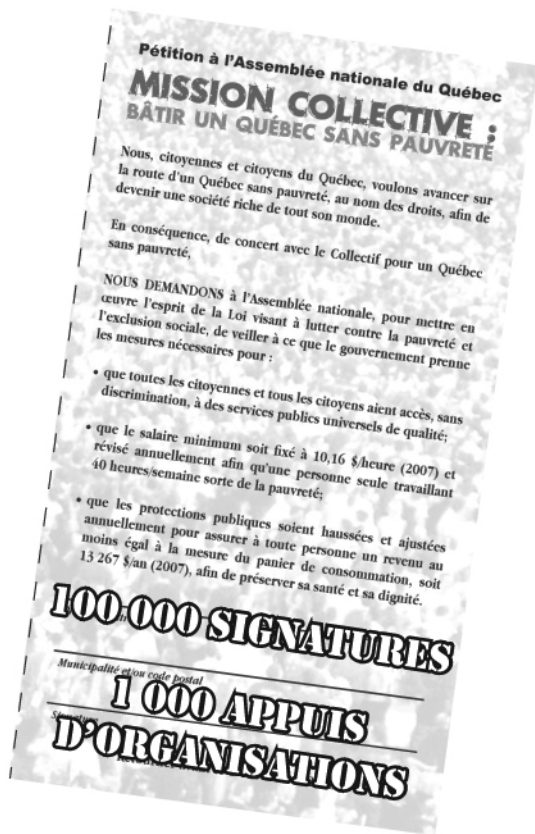 Pétition à l'Assemblée nationale du Québec
MISSION COLLECTIVE :
BÂTIR UN QUÉBEC SANS PAUVRETÉ
Nous, citoyennes et citoyens du Québec, voulons avancer sur
la route d'un Québec sans pauvreté, au nom des droits, afin de
devenir une société riche de tout son monde.
En conséquence, de concert avec le Collectif pour un Québec
sans pauvreté,
NOUS DEMANDONS à l'Assemblée nationale, pour mettre en
œuvre l'esprit de la Loi visant à lutter contre la pauvreté et
l'exclusion sociale, de veiller à ce que le gouvernement prenne
les mesures nécessaires pour :
• que toutes les citoyennes et tous les citoyens aient accès, sans
discrimination, à des services publics universels de qualité;
• que le salaire minimum soit fixé à 10,16 $/heure (2007) et
révisé annuellement afin qu'une personne seule travaillant
40 heures/semaine sorte de la pauvreté;
• que les protections publiques soient haussées et ajustées
annuellement pour assurer à toute personne un revenu au
moins égal à la mesure du panier de consommation, soit
13 267 $/an (2007), afin de préserver sa santé et sa dignité.
100 000 SIGNATURES
Municipalité et/ou code postal
1 000 APPUIS
D'ORGANISATIONS